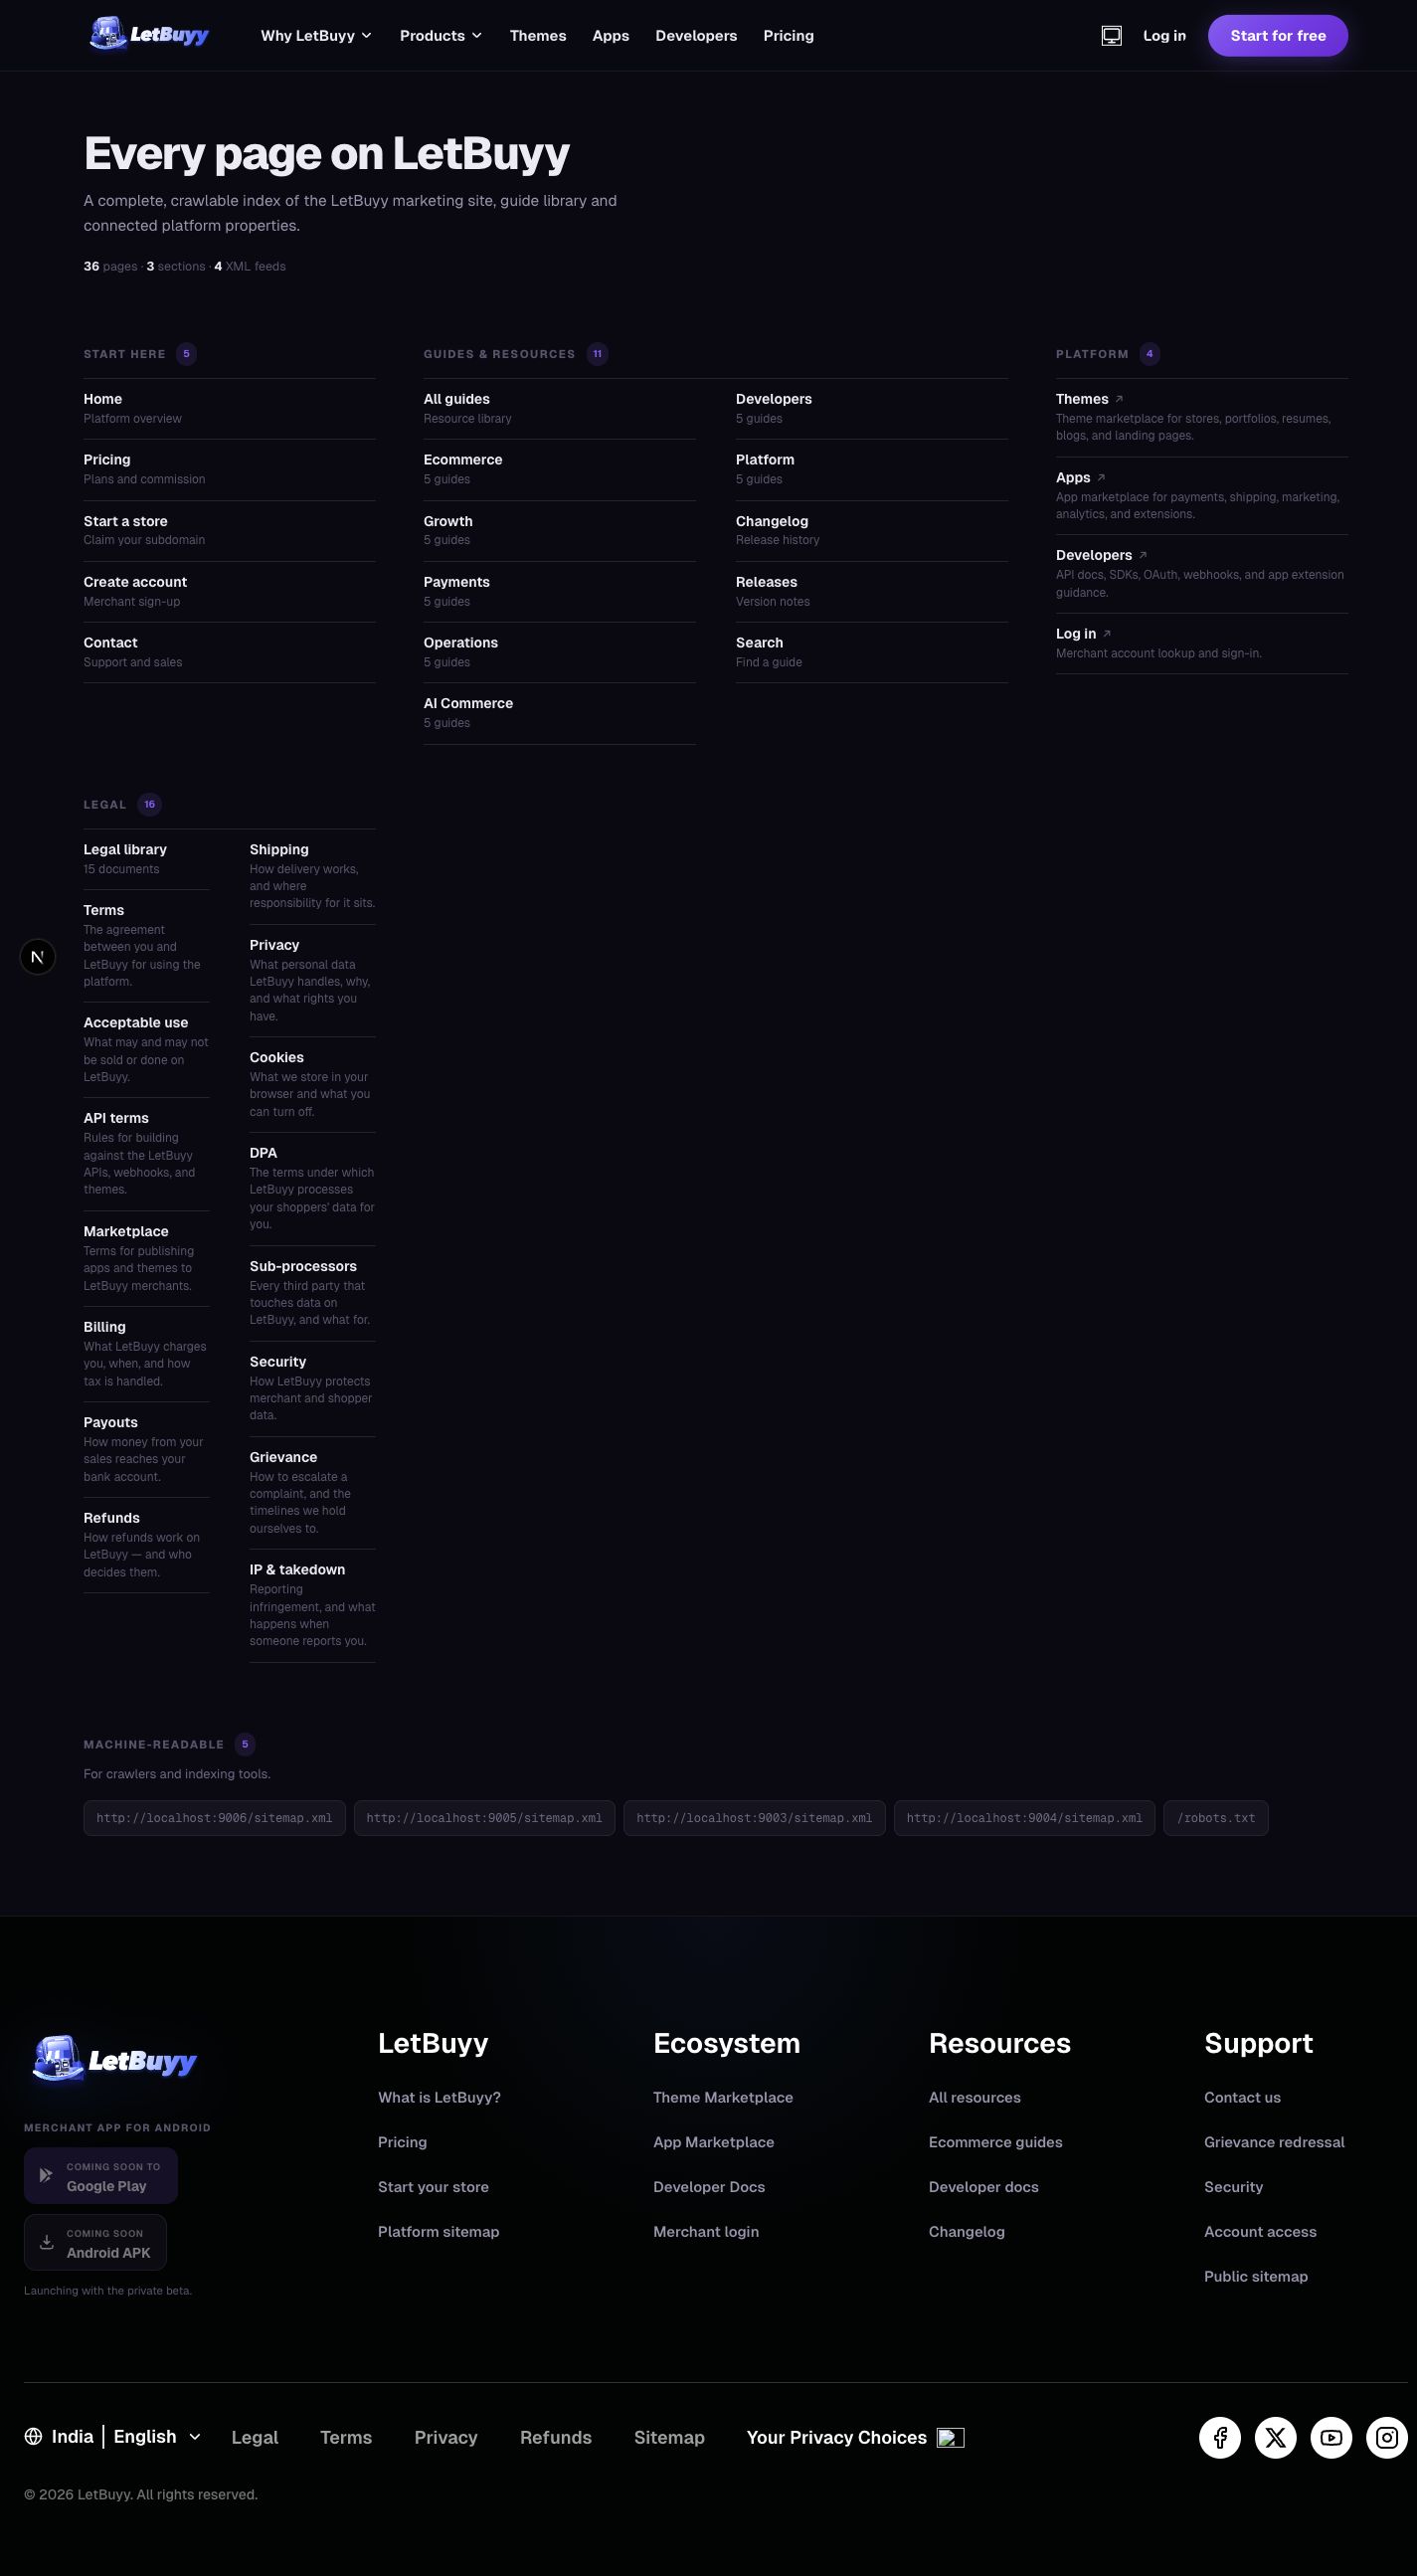 LetBuyy
Why LetBuyy
Products
Themes
Apps
Developers
Pricing
Log in
Start for free
Every page on LetBuyy
A complete, crawlable index of the LetBuyy marketing site, guide library and
connected platform properties.
36 pages · 3 sections · 4 XML feeds
START HERE 5
Home
Platform overview
Pricing
Plans and commission
Start a store
Claim your subdomain
Create account
Merchant sign-up
Contact
Support and sales
GUIDES & RESOURCES 11
All guides
Resource library
Ecommerce
5 guides
Growth
5 guides
Payments
5 guides
Operations
5 guides
AI Commerce
5 guides
Developers
5 guides
Platform
5 guides
Changelog
Release history
Releases
Version notes
Search
Find a guide
PLATFORM 4
Themes ↗
Theme marketplace for stores, portfolios, resumes,
blogs, and landing pages.
Apps ↗
App marketplace for payments, shipping, marketing,
analytics, and extensions.
Developers ↗
API docs, SDKs, OAuth, webhooks, and app extension
guidance.
Log in ↗
Merchant account lookup and sign-in.
LEGAL 16
Legal library
15 documents
Terms
The agreement
between you and
LetBuyy for using the
platform.
Acceptable use
What may and may not
be sold or done on
LetBuyy.
API terms
Rules for building
against the LetBuyy
APIs, webhooks, and
themes.
Marketplace
Terms for publishing
apps and themes to
LetBuyy merchants.
Billing
What LetBuyy charges
you, when, and how
tax is handled.
Payouts
How money from your
sales reaches your
bank account.
Refunds
How refunds work on
LetBuyy — and who
decides them.
Shipping
How delivery works,
and where
responsibility for it sits.
Privacy
What personal data
LetBuyy handles, why,
and what rights you
have.
Cookies
What we store in your
browser and what you
can turn off.
DPA
The terms under which
LetBuyy processes
your shoppers' data for
you.
Sub-processors
Every third party that
touches data on
LetBuyy, and what for.
Security
How LetBuyy protects
merchant and shopper
data.
Grievance
How to escalate a
complaint, and the
timelines we hold
ourselves to.
IP & takedown
Reporting
infringement, and what
happens when
someone reports you.
N
MACHINE-READABLE 5
For crawlers and indexing tools.
http://localhost:9006/sitemap.xml
http://localhost:9005/sitemap.xml
http://localhost:9003/sitemap.xml
http://localhost:9004/sitemap.xml
/robots.txt
LetBuyy
MERCHANT APP FOR ANDROID
COMING SOON TO
Google Play
COMING SOON
Android APK
Launching with the private beta.
LetBuyy
What is LetBuyy?
Pricing
Start your store
Platform sitemap
Ecosystem
Theme Marketplace
App Marketplace
Developer Docs
Merchant login
Resources
All resources
Ecommerce guides
Developer docs
Changelog
Support
Contact us
Grievance redressal
Security
Account access
Public sitemap
India | English
Legal
Terms
Privacy
Refunds
Sitemap
Your Privacy Choices
© 2026 LetBuyy. All rights reserved.